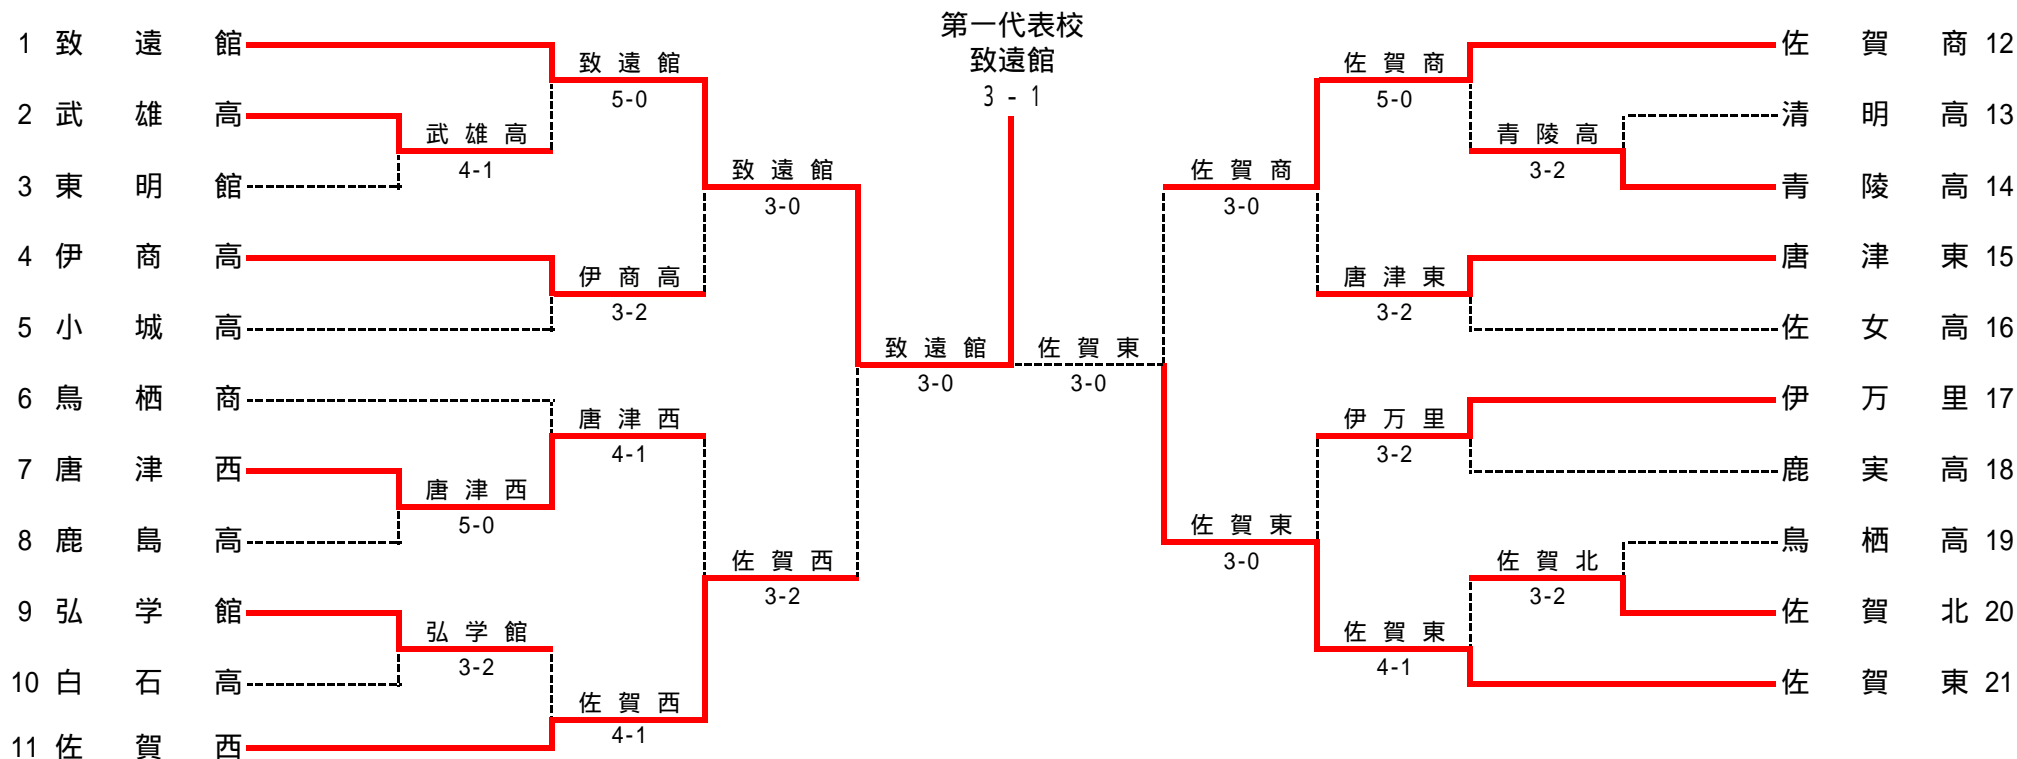 第一代表校
致遠館
3 - 1
1 致遠館
2 武雄高
3 東明館
4 伊商高
5 小城高
6 鳥栖商
7 唐津西
8 鹿島高
9 弘学館
10 白石高
11 佐賀西
武雄高
4-1
唐津西
5-0
弘学館
3-2
致遠館
5-0
伊商高
3-2
唐津西
4-1
佐賀西
4-1
致遠館
3-0
佐賀西
3-2
致遠館
3-0
佐賀東
3-0
佐賀商
3-0
佐賀東
3-0
佐賀商
5-0
唐津東
3-2
伊万里
3-2
佐賀東
4-1
青陵高
3-2
佐賀北
3-2
佐賀商 12
清明高 13
青陵高 14
唐津東 15
佐女高 16
伊万里 17
鹿実高 18
鳥栖高 19
佐賀北 20
佐賀東 21